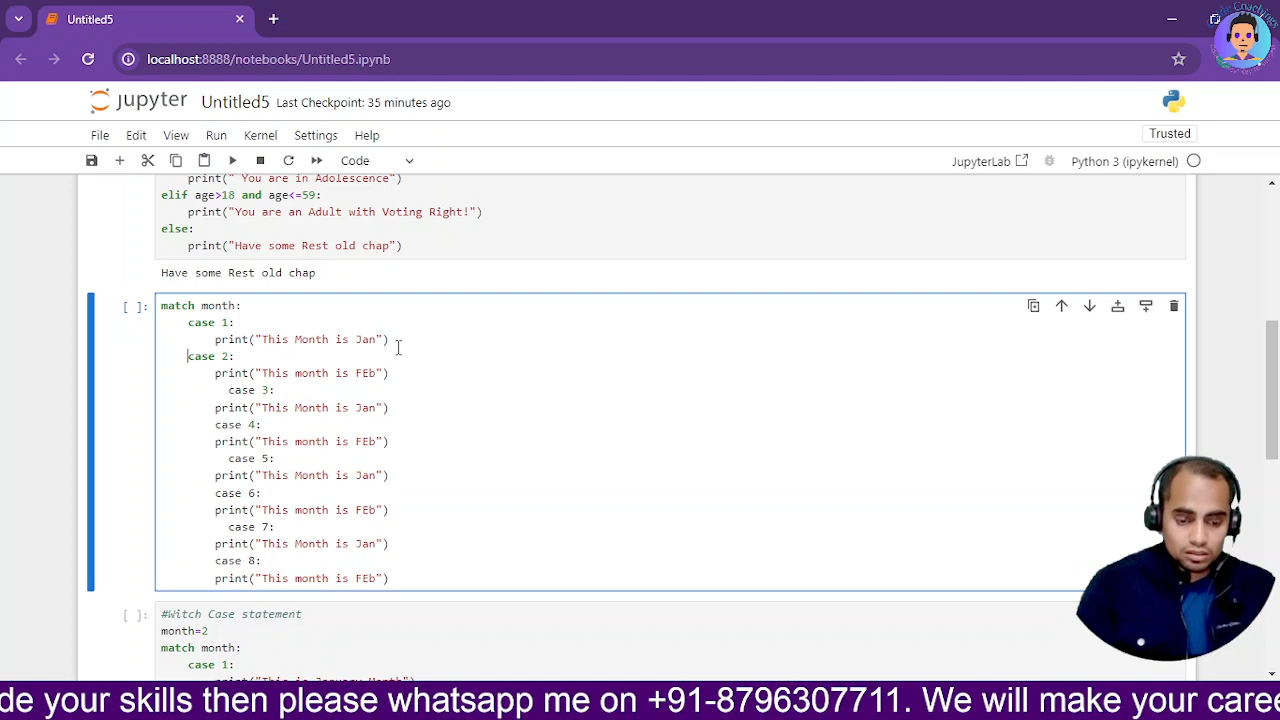 Untitled5
localhost:8888/notebooks/Untitled5.ipynb
jupyter Untitled5 Last Checkpoint: 35 minutes ago
File Edit View Run Kernel Settings Help
Trusted
Code
JupyterLab
Python 3 (ipykernel)
print(" You are in Adolescence")
elif age>18 and age<=59:
print("You are an Adult with Voting Right!")
else:
print("Have some Rest old chap")
Have some Rest old chap
[ ]: match month:
case 1:
print("This Month is Jan")
case 2:
print("This month is FEb")
case 3:
print("This Month is Jan")
case 4:
print("This month is FEb")
case 5:
print("This Month is Jan")
case 6:
print("This month is FEb")
case 7:
print("This Month is Jan")
case 8:
print("This month is FEb")
[ ]: #Witch Case statement
month=2
match month:
case 1:
print("This is January Month")
de your skills then please whatsapp me on +91-8796307711. We will make your caree